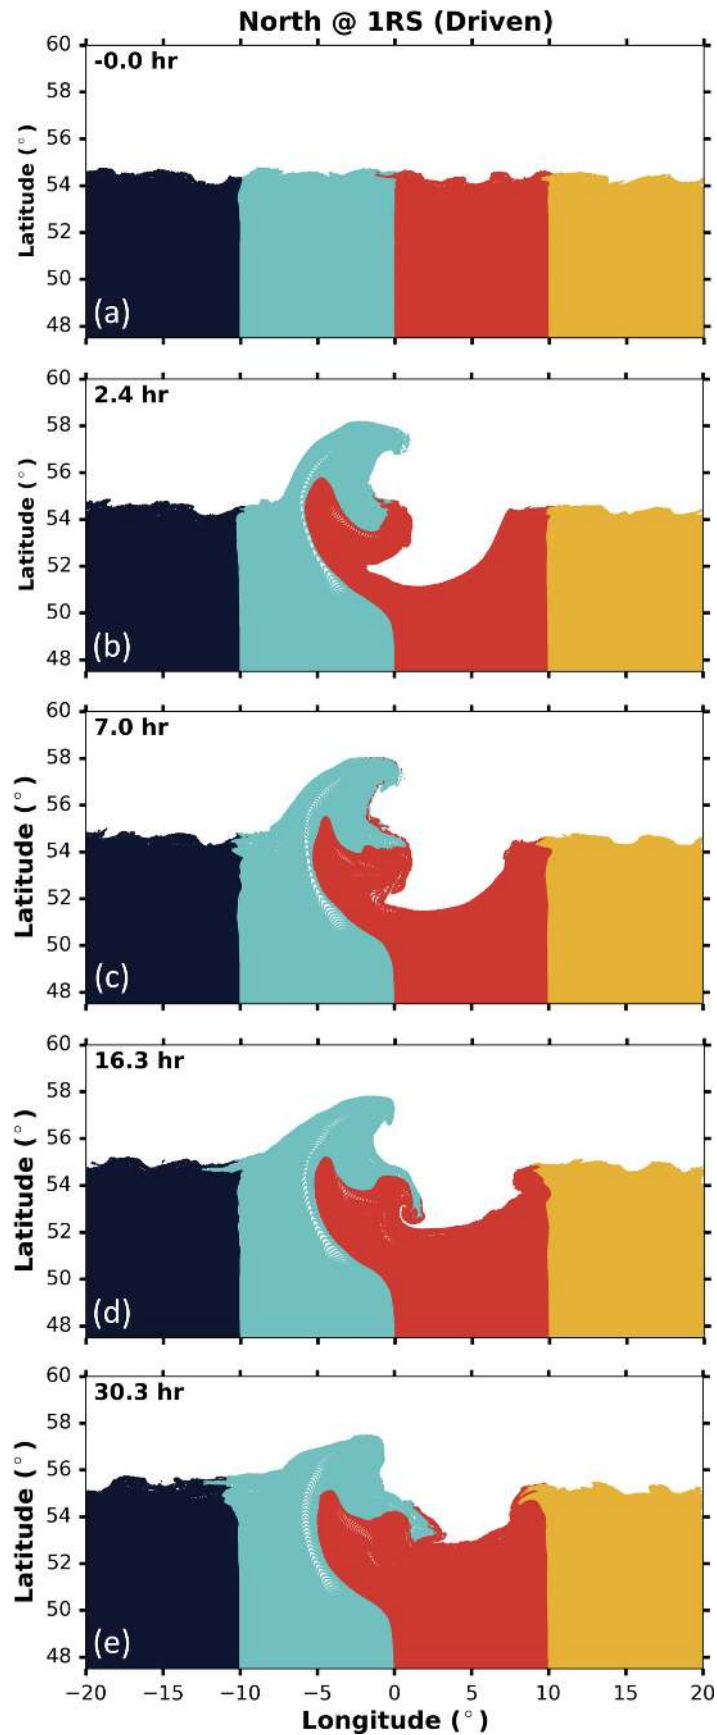 North @ 1RS (Driven)
60
-0.0 hr
58
56
54
52
50
48
Latitude (°)
(a)
60
2.4 hr
58
56
54
52
50
48
Latitude (°)
(b)
60
7.0 hr
58
56
54
52
50
48
Latitude (°)
(c)
60
16.3 hr
58
56
54
52
50
48
Latitude (°)
(d)
60
30.3 hr
58
56
54
52
50
48
Latitude (°)
(e)
−20 −15 −10 −5 0 5 10 15 20
Longitude (°)